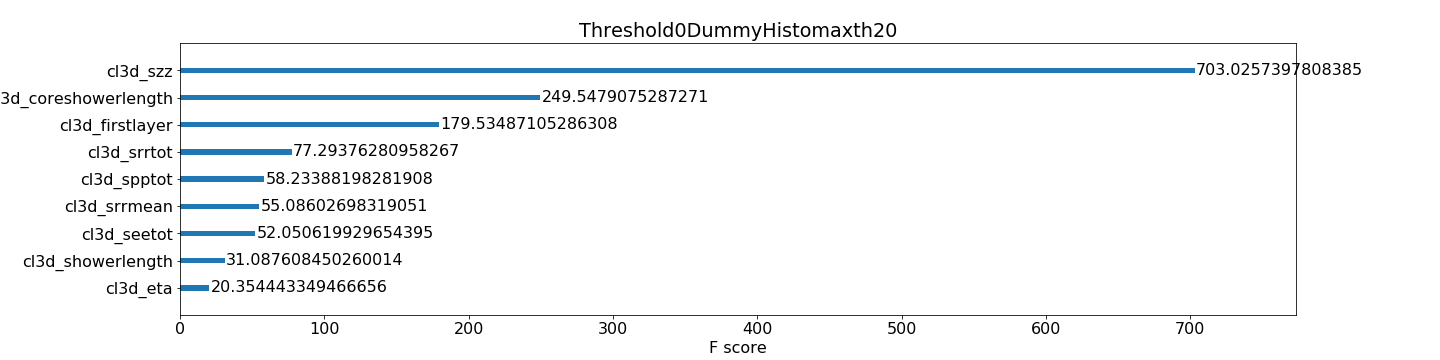 Threshold0DummyHistomaxth20
cl3d_szz 703.0257397808385
3d_coreshowerlength 249.5479075287271
cl3d_firstlayer 179.53487105286308
cl3d_srrtot 77.29376280958267
cl3d_spptot 58.23388198281908
cl3d_srrmean 55.08602698319051
cl3d_seetot 52.050619929654395
cl3d_showerlength 31.087608450260014
cl3d_eta 20.354443349466656
0 100 200 300 400 500 600 700
F score